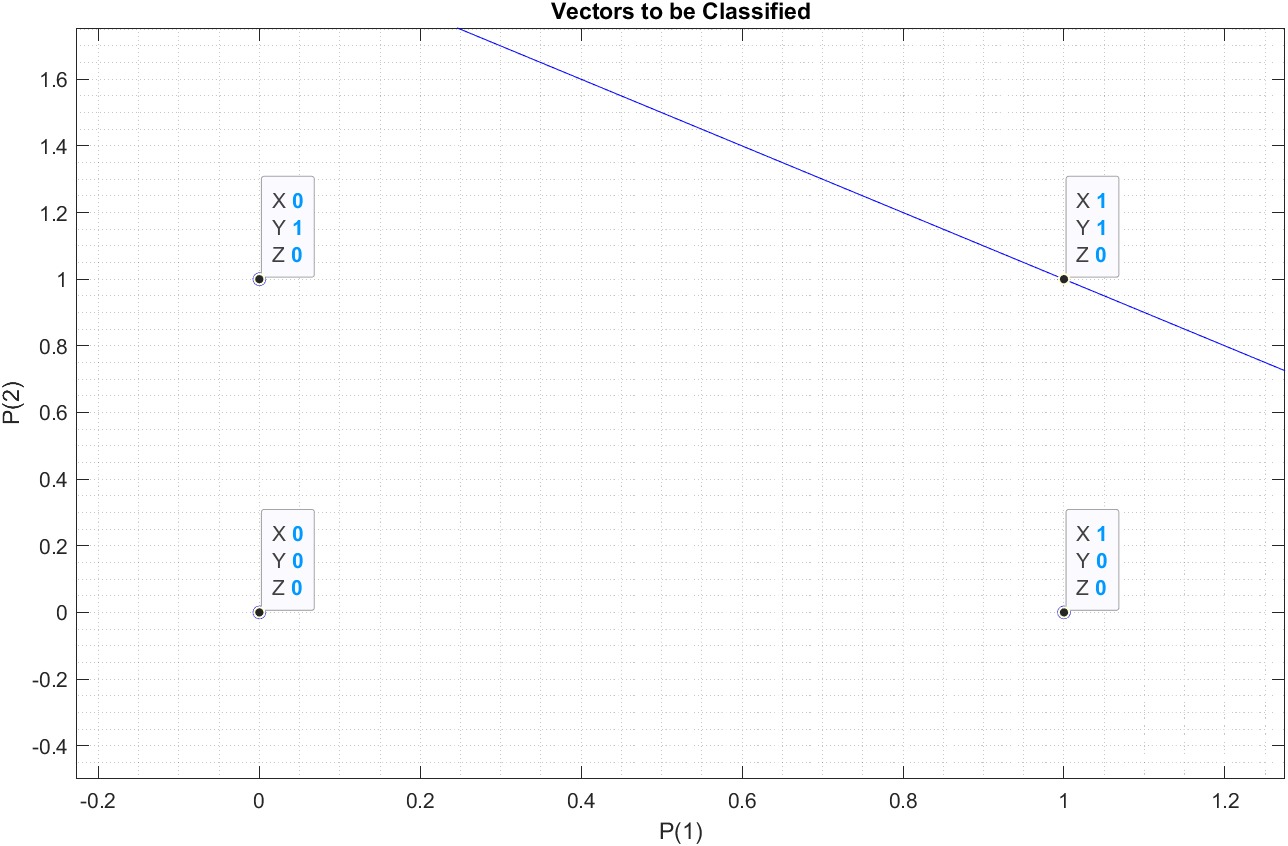 Vectors to be Classified
1.6
1.4
1.2
1
0.8
0.6
0.4
0.2
0
-0.2
-0.4
P(2)
X 0
Y 1
Z 0
X 1
Y 1
Z 0
X 0
Y 0
Z 0
X 1
Y 0
Z 0
-0.2 0 0.2 0.4 0.6 0.8 1 1.2
P(1)